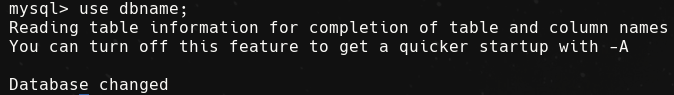 mysql> use dbname;
Reading table information for completion of table and column names
You can turn off this feature to get a quicker startup with -A
Database changed